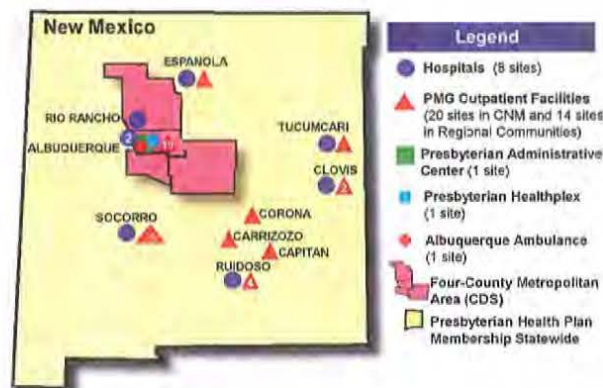 New Mexico
ESPANOLA
RIO RANCHO
2
ALBUQUERQUE
TUCUMCARI
CLOVIS
SOCORRO
CORONA
CARRIZOZO
CAPITAN
RUIDOSO
4
Legend
Hospitals (8 sites)
PMG Outpatient Facilities
(20 sites in CNM and 14 sites
in Regional Communities)
Presbyterian Administrative
Center (1 site)
Presbyterian Healthplex
(1 site)
Albuquerque Ambulance
(1 site)
Four-County Metropolitan
Area (CDS)
Presbyterian Health Plan
Membership Statewide